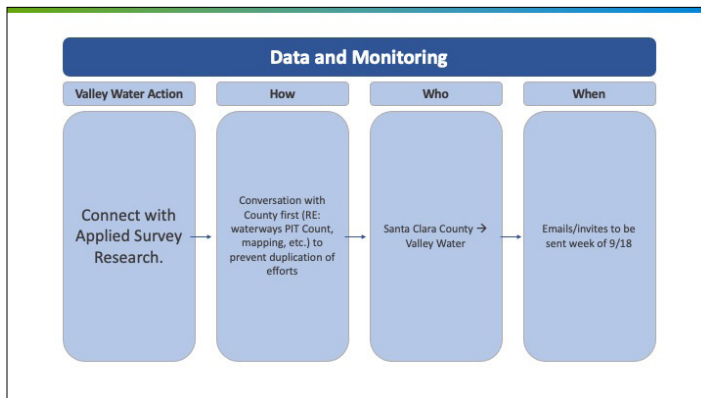 Data and Monitoring
Valley Water Action
How
Who
When
Connect with
Applied Survey
Research.
Conversation with
County first (RE:
waterways PIT Count,
mapping, etc.) to
prevent duplication of
efforts
Santa Clara County →
Valley Water
Emails/invites to be
sent week of 9/18